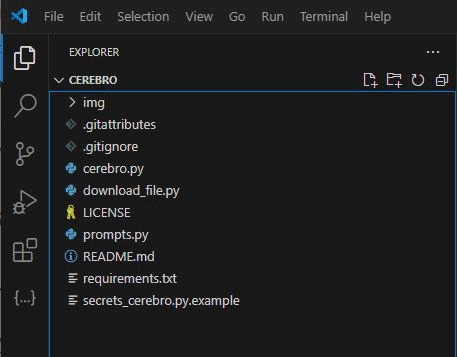 File Edit Selection View Go Run Terminal Help
EXPLORER
CEREBRO
img
.gitattributes
.gitignore
cerebro.py
download_file.py
LICENSE
prompts.py
README.md
requirements.txt
secrets_cerebro.py.example